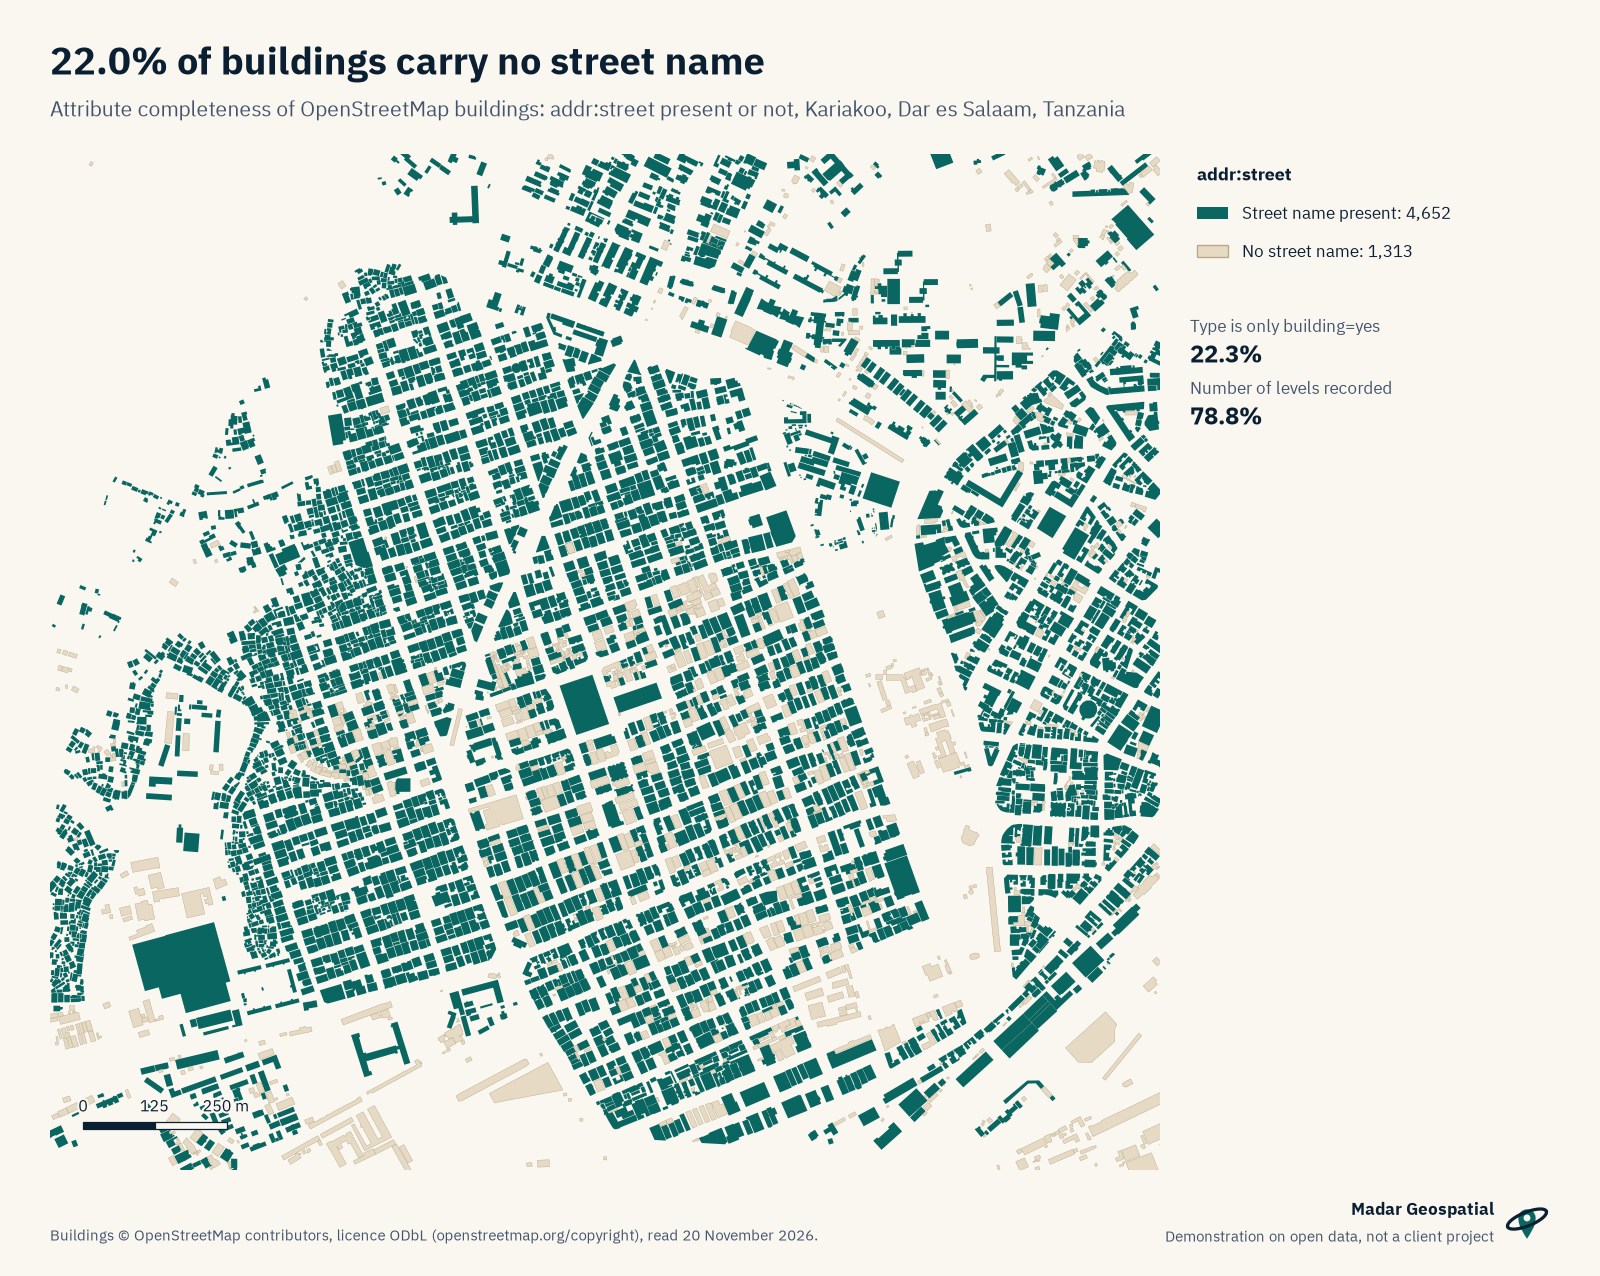 22.0% of buildings carry no street name
Attribute completeness of OpenStreetMap buildings: addr:street present or not, Kariakoo, Dar es Salaam, Tanzania
addr:street
Street name present: 4,652
No street name: 1,313
Type is only building=yes
22.3%
Number of levels recorded
78.8%
0 125 250 m
Madar Geospatial
Buildings © OpenStreetMap contributors, licence ODbL (openstreetmap.org/copyright), read 20 November 2026.
Demonstration on open data, not a client project